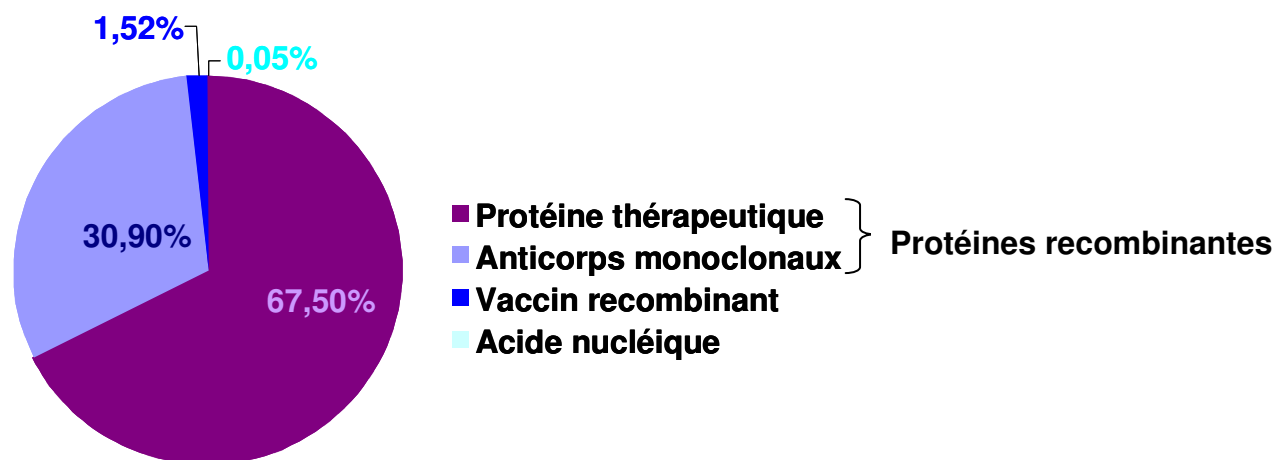 1,52%
0,05%
30,90%
67,50%
Protéine thérapeutique
Anticorps monoclonaux
Protéines recombinantes
Vaccin recombinant
Acide nucléique